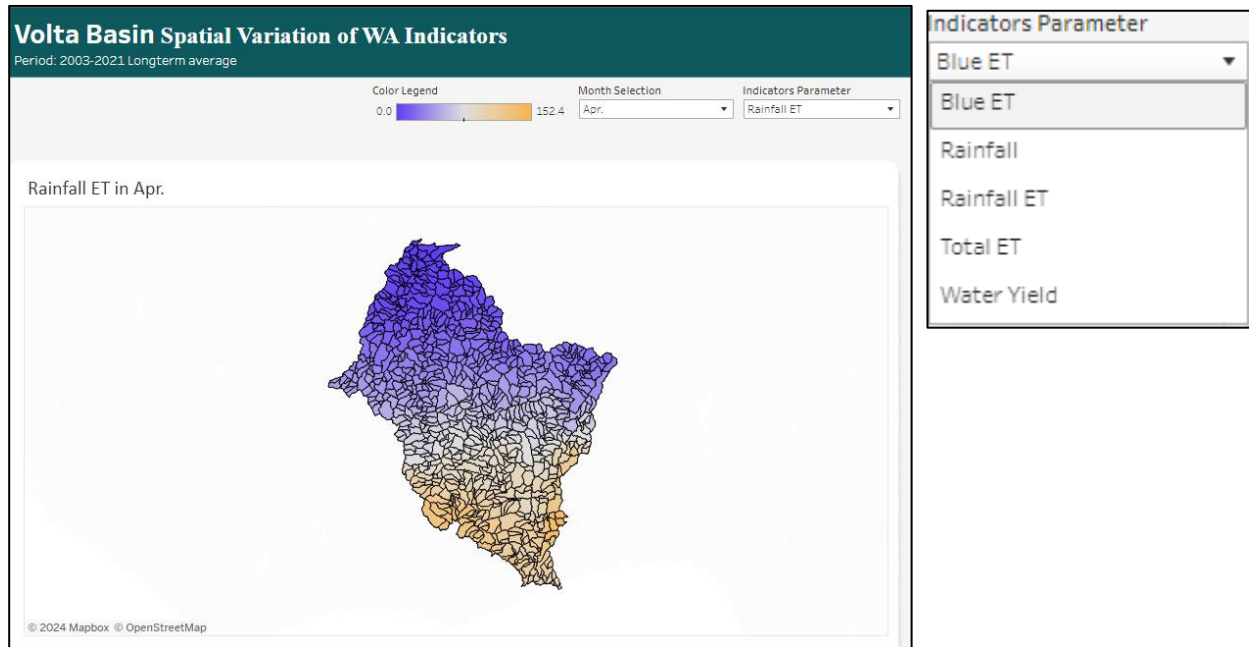 Volta Basin Spatial Variation of WA Indicators
Period: 2003-2021 Longterm average
Color Legend
0.0
152.4
Month Selection
Apr.
Indicators Parameter
Rainfall ET
Rainfall ET in Apr.
© 2024 Mapbox © OpenStreetMap
Indicators Parameter
Blue ET
Blue ET
Rainfall
Rainfall ET
Total ET
Water Yield